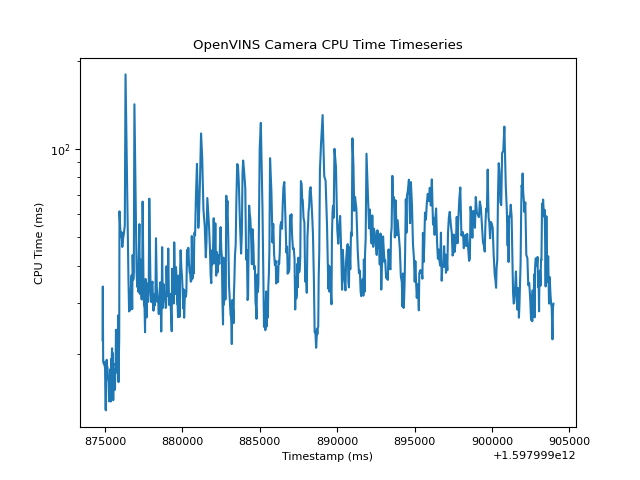 OpenVINS Camera CPU Time Timeseries
10²
CPU Time (ms)
875000 880000 885000 890000 895000 900000 905000
Timestamp (ms)
+1.597999e12